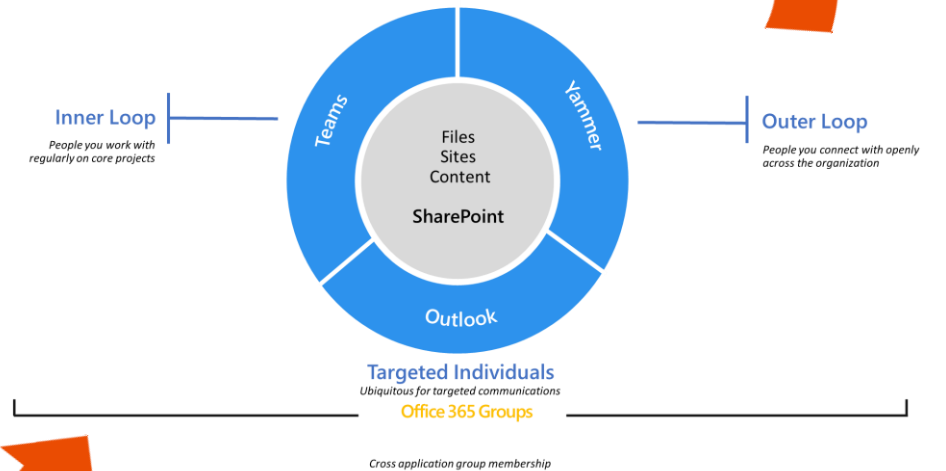 Inner Loop
People you work with
regularly on core projects
Teams
Yammer
Files
Sites
Content
SharePoint
Outlook
Outer Loop
People you connect with openly
across the organization
Targeted Individuals
Ubiquitous for targeted communications
Office 365 Groups
Cross application group membership